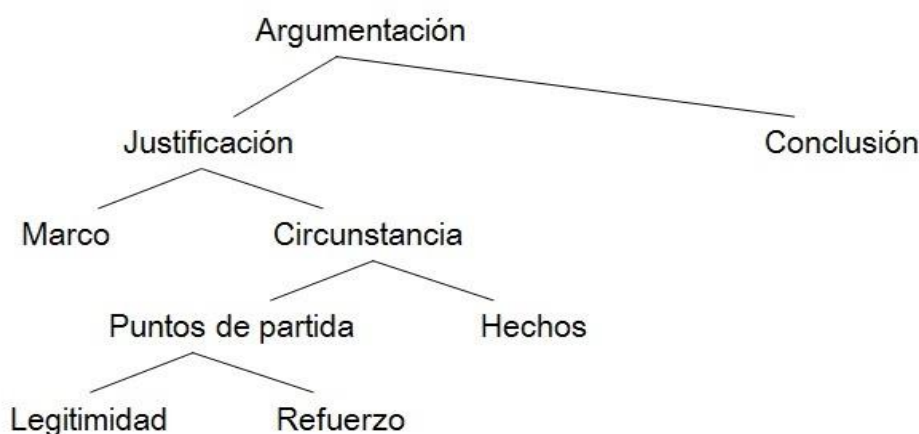 Argumentación
Justificación Conclusión
Marco Circunstancia
Puntos de partida Hechos
Legitimidad Refuerzo